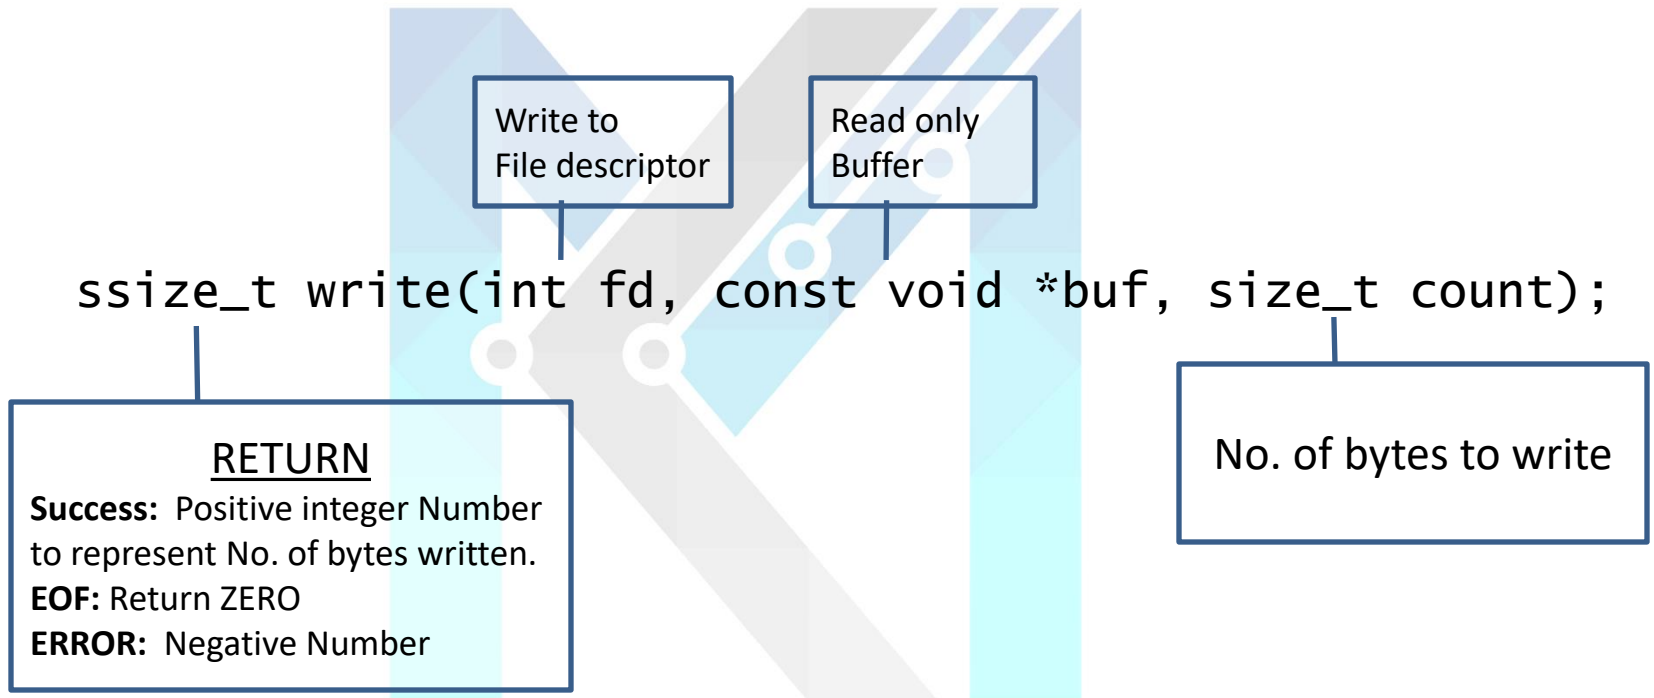 Write to
File descriptor
Read only
Buffer
ssize_t write(int fd, const void *buf, size_t count);
RETURN
Success: Positive integer Number
to represent No. of bytes written.
EOF: Return ZERO
ERROR: Negative Number
No. of bytes to write